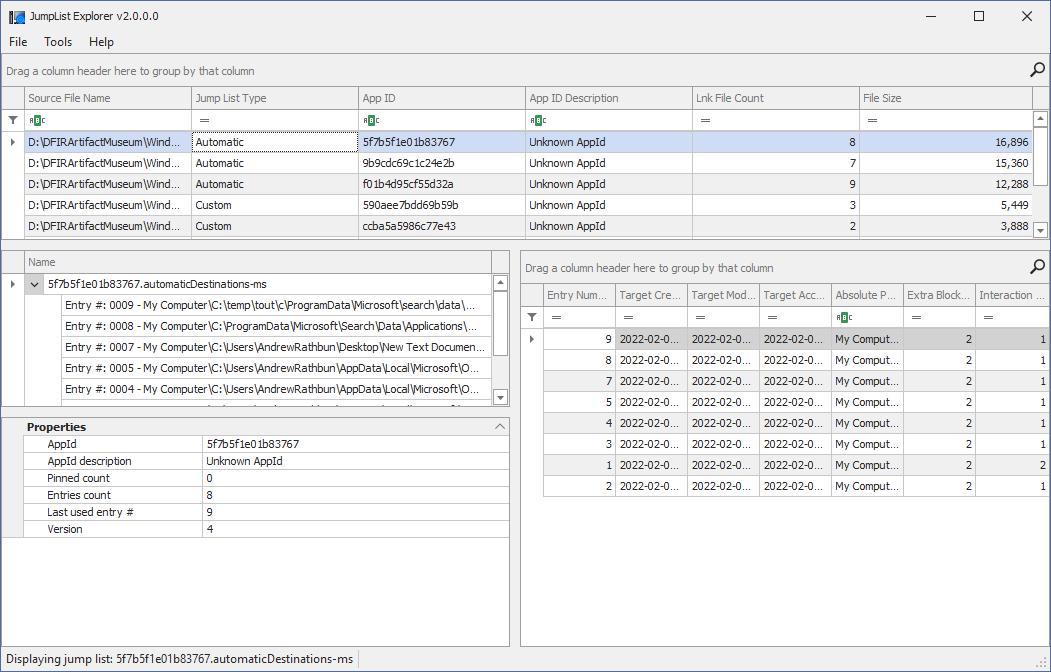 JumpList Explorer v2.0.0.0
File Tools Help
Drag a column header here to group by that column
Source File Name Jump List Type App ID App ID Description Lnk File Count File Size
ABC = ABC ABC = =
D:\DFIRArtifactMuseum\Wind... Automatic 5f7b5f1e01b83767 Unknown AppId 8 16,896
D:\DFIRArtifactMuseum\Wind... Automatic 9b9cdc69c1c24e2b Unknown AppId 7 15,360
D:\DFIRArtifactMuseum\Wind... Automatic f01b4d95cf55d32a Unknown AppId 9 12,288
D:\DFIRArtifactMuseum\Wind... Custom 590aee7bdd69b59b Unknown AppId 3 5,449
D:\DFIRArtifactMuseum\Wind... Custom ccba5a5986c77e43 Unknown AppId 2 3,888
Name
5f7b5f1e01b83767.automaticDestinations-ms
Entry #: 0009 - My Computer\C:\temp\tout\c\ProgramData\Microsoft\search\data\...
Entry #: 0008 - My Computer\C:\ProgramData\Microsoft\Search\Data\Applications\...
Entry #: 0007 - My Computer\C:\Users\AndrewRathbun\Desktop\New Text Documen...
Entry #: 0005 - My Computer\C:\Users\AndrewRathbun\AppData\Local\Microsoft\O...
Entry #: 0004 - My Computer\C:\Users\AndrewRathbun\AppData\Local\Microsoft\O...
Properties
AppId 5f7b5f1e01b83767
AppId description Unknown AppId
Pinned count 0
Entries count 8
Last used entry # 9
Version 4
Drag a column header here to group by that column
Entry Num... Target Cre... Target Mod... Target Acc... Absolute P... Extra Block... Interaction ...
= = = = ABC = =
9 2022-02-0... 2022-02-0... 2022-02-0... My Comput... 2 1
8 2022-02-0... 2022-02-0... 2022-02-0... My Comput... 2 1
7 2022-02-0... 2022-02-0... 2022-02-0... My Comput... 2 1
5 2022-02-0... 2022-02-0... 2022-02-0... My Comput... 2 1
4 2022-02-0... 2022-02-0... 2022-02-0... My Comput... 2 1
3 2022-02-0... 2022-02-0... 2022-02-0... My Comput... 2 1
1 2022-02-0... 2022-02-0... 2022-02-0... My Comput... 2 2
2 2022-02-0... 2022-02-0... 2022-02-0... My Comput... 2 1
Displaying jump list: 5f7b5f1e01b83767.automaticDestinations-ms